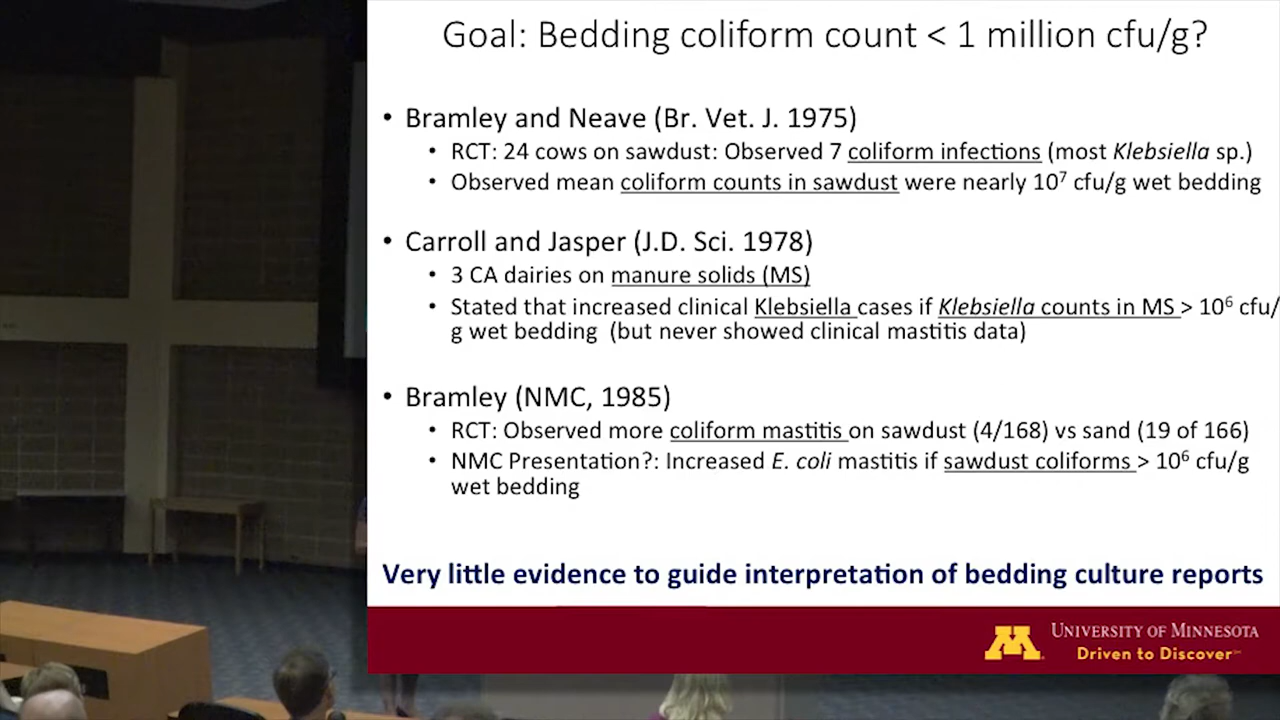 Goal: Bedding coliform count < 1 million cfu/g?
• Bramley and Neave (Br. Vet. J. 1975)
• RCT: 24 cows on sawdust: Observed 7 coliform infections (most Klebsiella sp.)
• Observed mean coliform counts in sawdust were nearly 10⁷ cfu/g wet bedding
• Carroll and Jasper (J.D. Sci. 1978)
• 3 CA dairies on manure solids (MS)
• Stated that increased clinical Klebsiella cases if Klebsiella counts in MS > 10⁶ cfu/
g wet bedding (but never showed clinical mastitis data)
• Bramley (NMC, 1985)
• RCT: Observed more coliform mastitis on sawdust (4/168) vs sand (19 of 166)
• NMC Presentation?: Increased E. coli mastitis if sawdust coliforms > 10⁶ cfu/g
wet bedding
Very little evidence to guide interpretation of bedding culture reports
M UNIVERSITY OF MINNESOTA
Driven to Discover℠